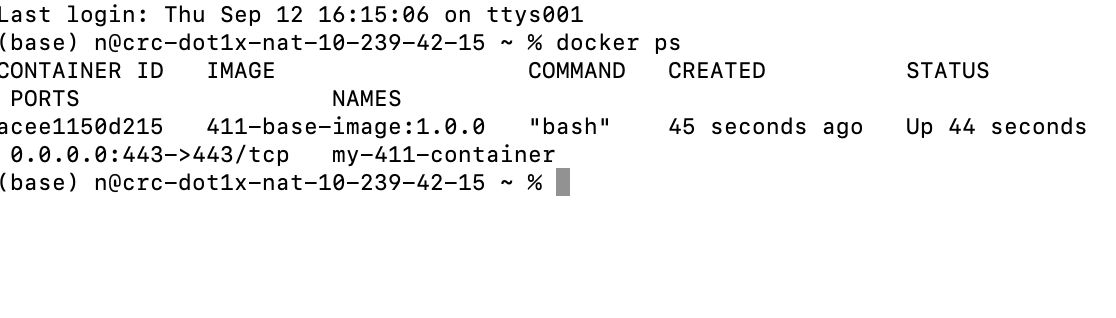 Last login: Thu Sep 12 16:15:06 on ttys001
(base) n@crc-dot1x-nat-10-239-42-15 ~ % docker ps
CONTAINER ID   IMAGE                  COMMAND   CREATED          STATUS
 PORTS                  NAMES
acee1150d215   411-base-image:1.0.0   "bash"    45 seconds ago   Up 44 seconds
 0.0.0.0:443->443/tcp   my-411-container
(base) n@crc-dot1x-nat-10-239-42-15 ~ %